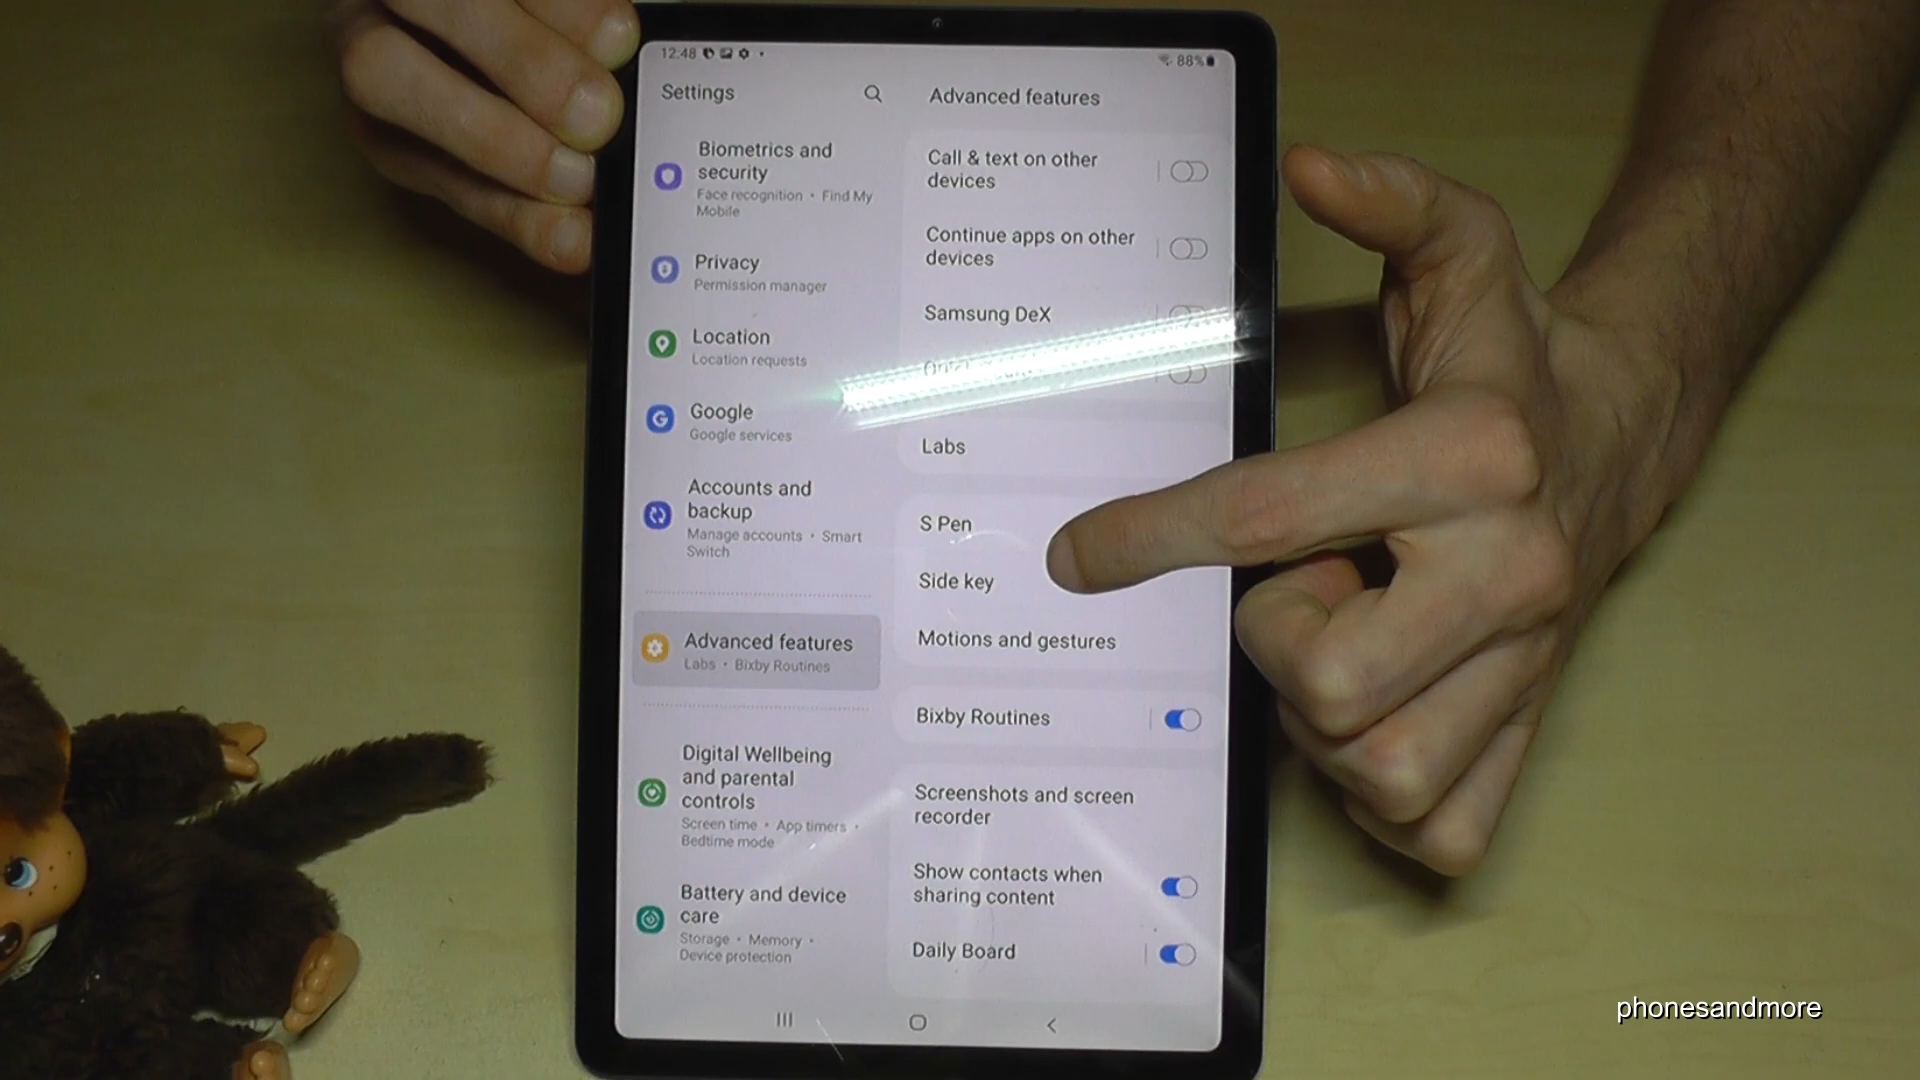 12:48
88%
Settings
Biometrics and
security
Face recognition • Find My
Mobile
Privacy
Permission manager
Location
Location requests
Google
Google services
Accounts and
backup
Manage accounts • Smart
Switch
Advanced features
Labs • Bixby Routines
Digital Wellbeing
and parental
controls
Screen time • App timers •
Bedtime mode
Battery and device
care
Storage • Memory •
Device protection
Advanced features
Call & text on other
devices
Continue apps on other
devices
Samsung DeX
Labs
S Pen
Side key
Motions and gestures
Bixby Routines
Screenshots and screen
recorder
Show contacts when
sharing content
Daily Board
phonesandmore